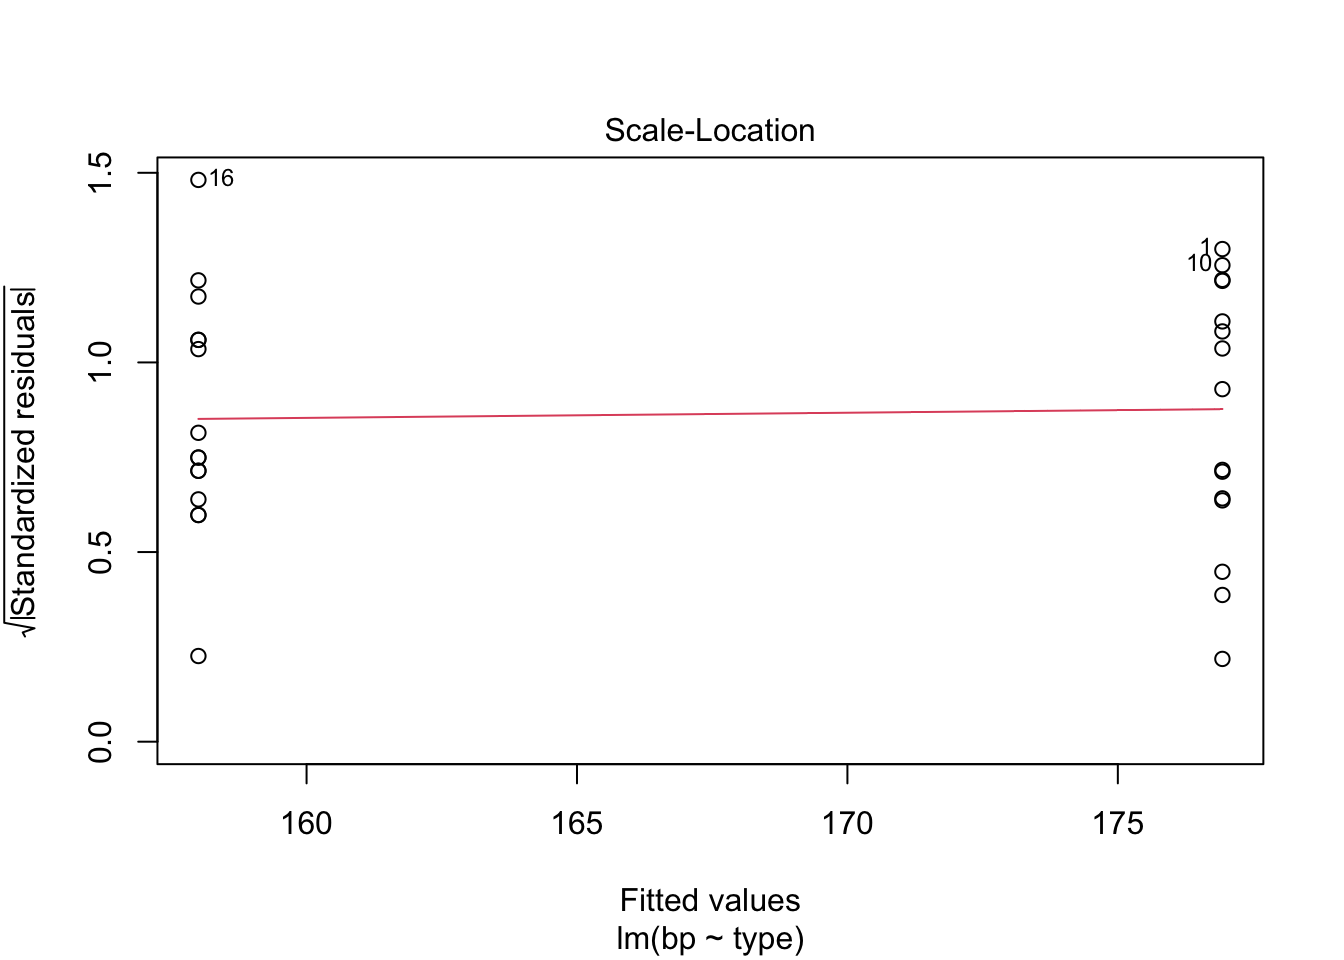 Scale-Location
√|Standardized residuals|
1.5
1.0
0.5
0.0
16
1
10
160 165 170 175
Fitted values
lm(bp ~ type)